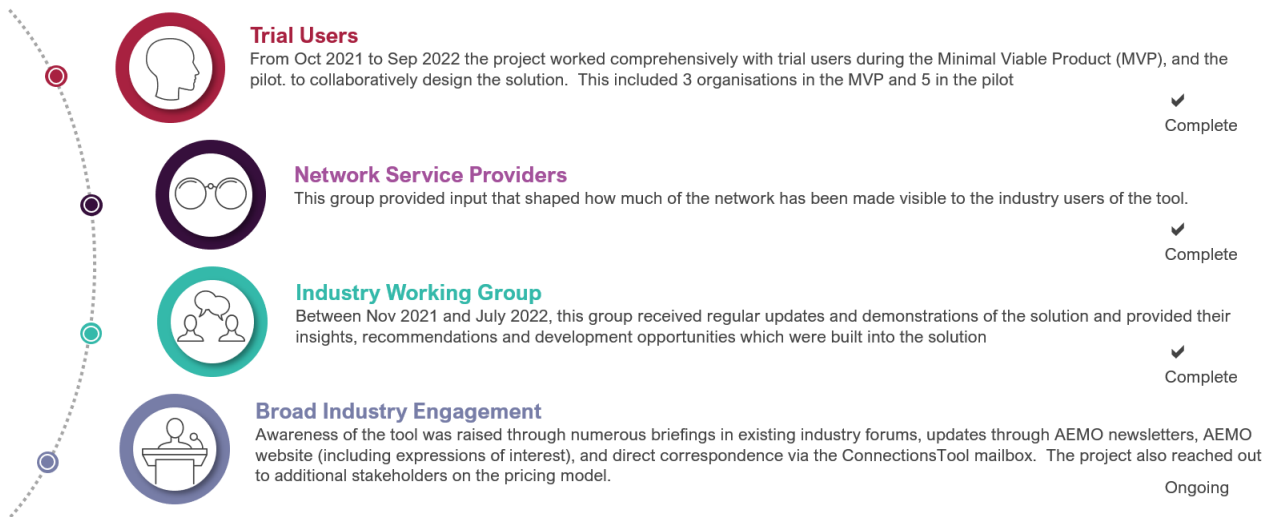 Trial Users
From Oct 2021 to Sep 2022 the project worked comprehensively with trial users during the Minimal Viable Product (MVP), and the
pilot. to collaboratively design the solution.  This included 3 organisations in the MVP and 5 in the pilot
Complete
Network Service Providers
This group provided input that shaped how much of the network has been made visible to the industry users of the tool.
Complete
Industry Working Group
Between Nov 2021 and July 2022, this group received regular updates and demonstrations of the solution and provided their
insights, recommendations and development opportunities which were built into the solution
Complete
Broad Industry Engagement
Awareness of the tool was raised through numerous briefings in existing industry forums, updates through AEMO newsletters, AEMO
website (including expressions of interest), and direct correspondence via the ConnectionsTool mailbox.  The project also reached out
to additional stakeholders on the pricing model.
Ongoing